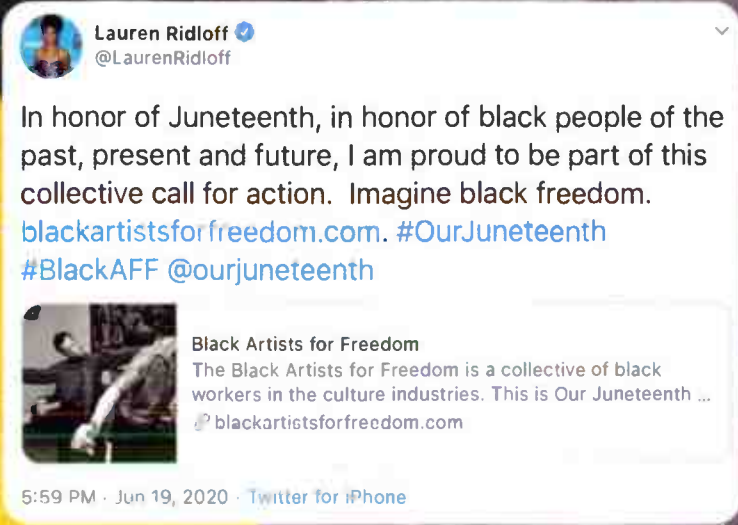 Lauren Ridloff
@LaurenRidloff
In honor of Juneteenth, in honor of black people of the
past, present and future, I am proud to be part of this
collective call for action. Imagine black freedom.
blackartistsforfreedom.com. #OurJuneteenth
#BlackAFF @ourjuneteenth
Black Artists for Freedom
The Black Artists for Freedom is a collective of black
workers in the culture industries. This is Our Juneteenth ...
blackartistsforfreedom.com
5:59 PM · Jun 19, 2020 · Twitter for iPhone